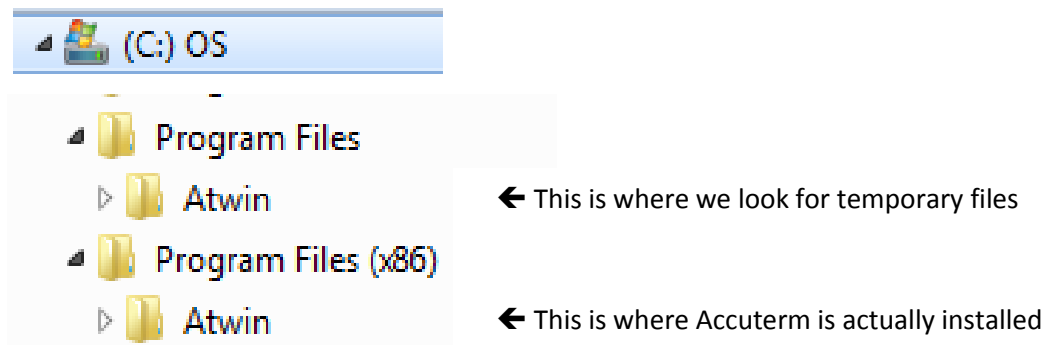 (C:) OS
Program Files
Atwin 🡸 This is where we look for temporary files
Program Files (x86)
Atwin 🡸 This is where Accuterm is actually installed